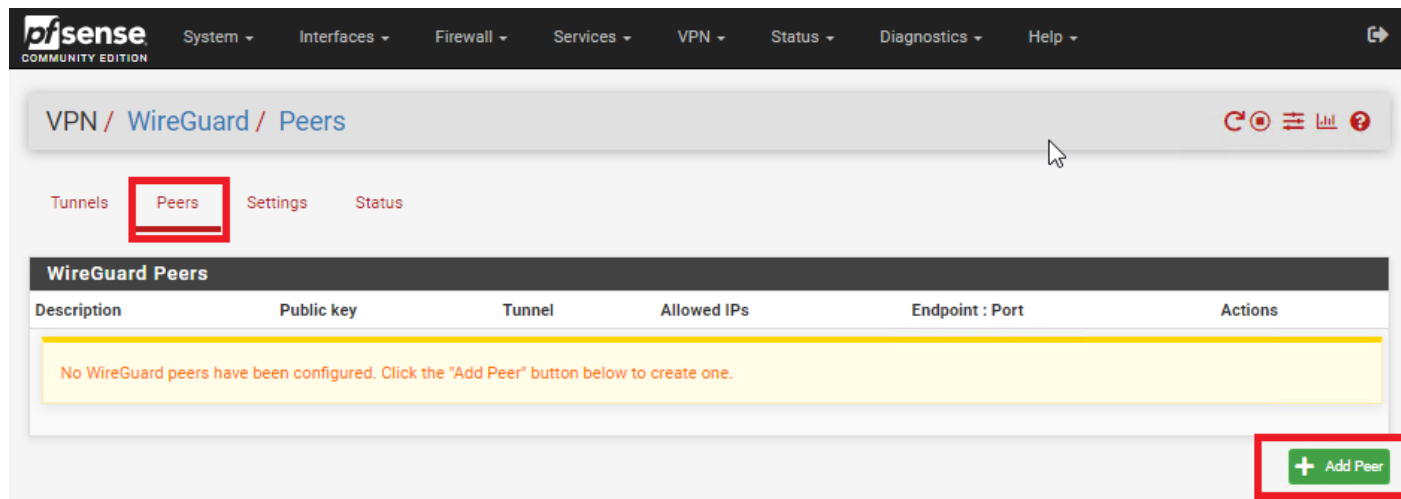 pfsense
COMMUNITY EDITION
System Interfaces Firewall Services VPN Status Diagnostics Help
VPN / WireGuard / Peers
Tunnels Peers Settings Status
WireGuard Peers
Description Public key Tunnel Allowed IPs Endpoint : Port Actions
No WireGuard peers have been configured. Click the "Add Peer" button below to create one.
Add Peer